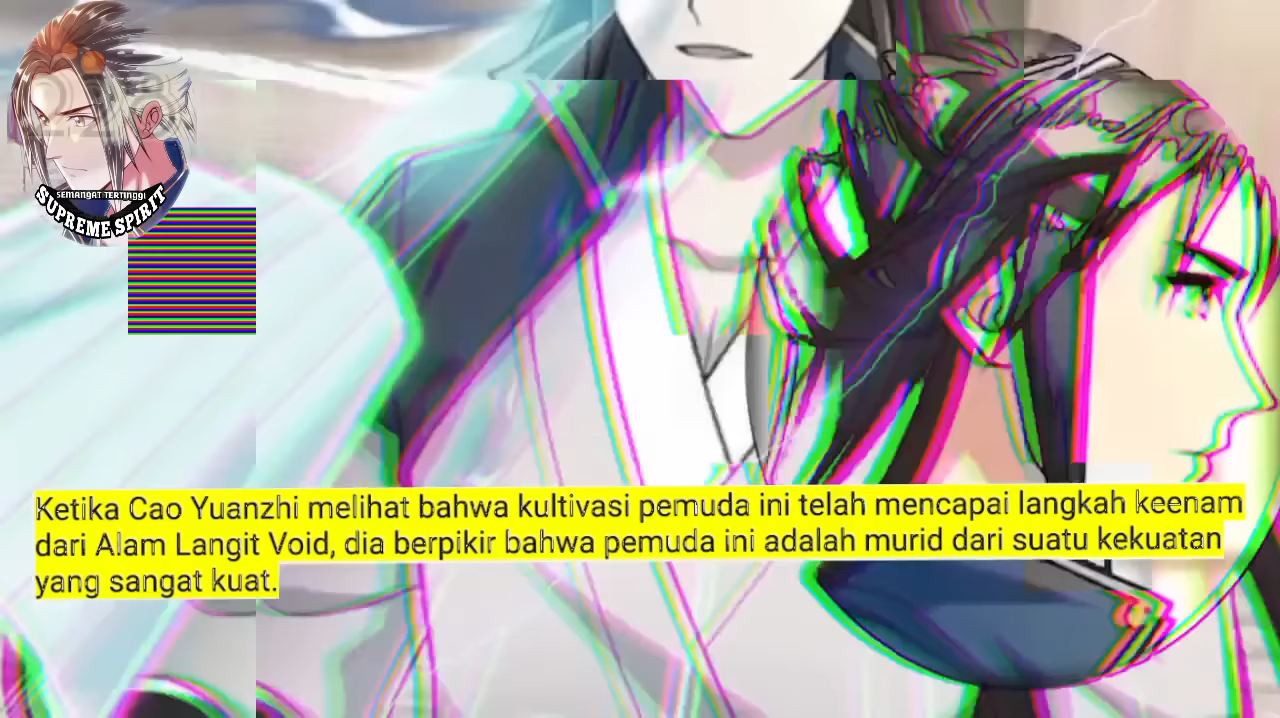 SEMANGAT TERTINGGI
SUPREME SPIRIT
Ketika Cao Yuanzhi melihat bahwa kultivasi pemuda ini telah mencapai langkah keenam
dari Alam Langit Void, dia berpikir bahwa pemuda ini adalah murid dari suatu kekuatan
yang sangat kuat.